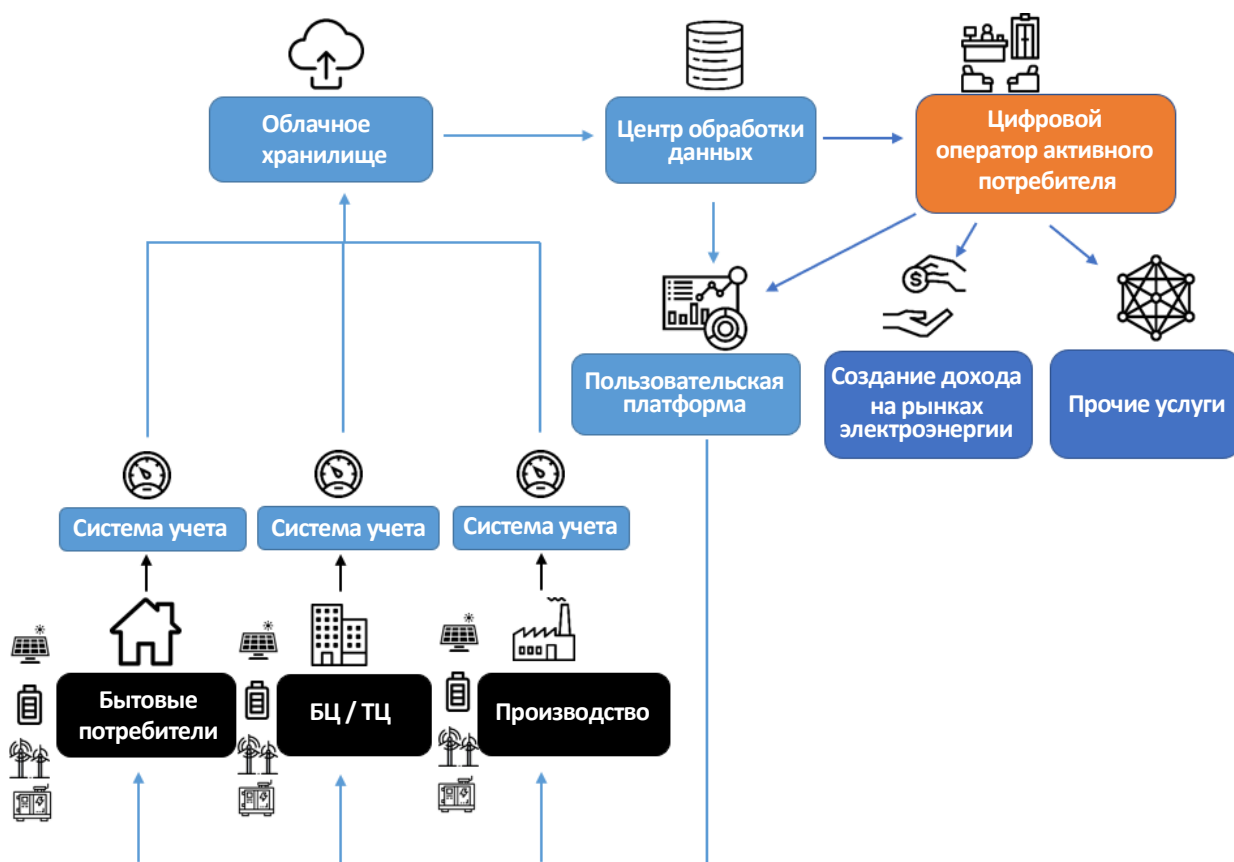 Облачное
хранилище
Центр обработки
данных
Цифровой
оператор активного
потребителя
Пользовательская
платформа
Создание дохода
на рынках
электроэнергии
Прочие услуги
Система учета
Система учета
Система учета
Бытовые
потребители
БЦ / ТЦ
Производство